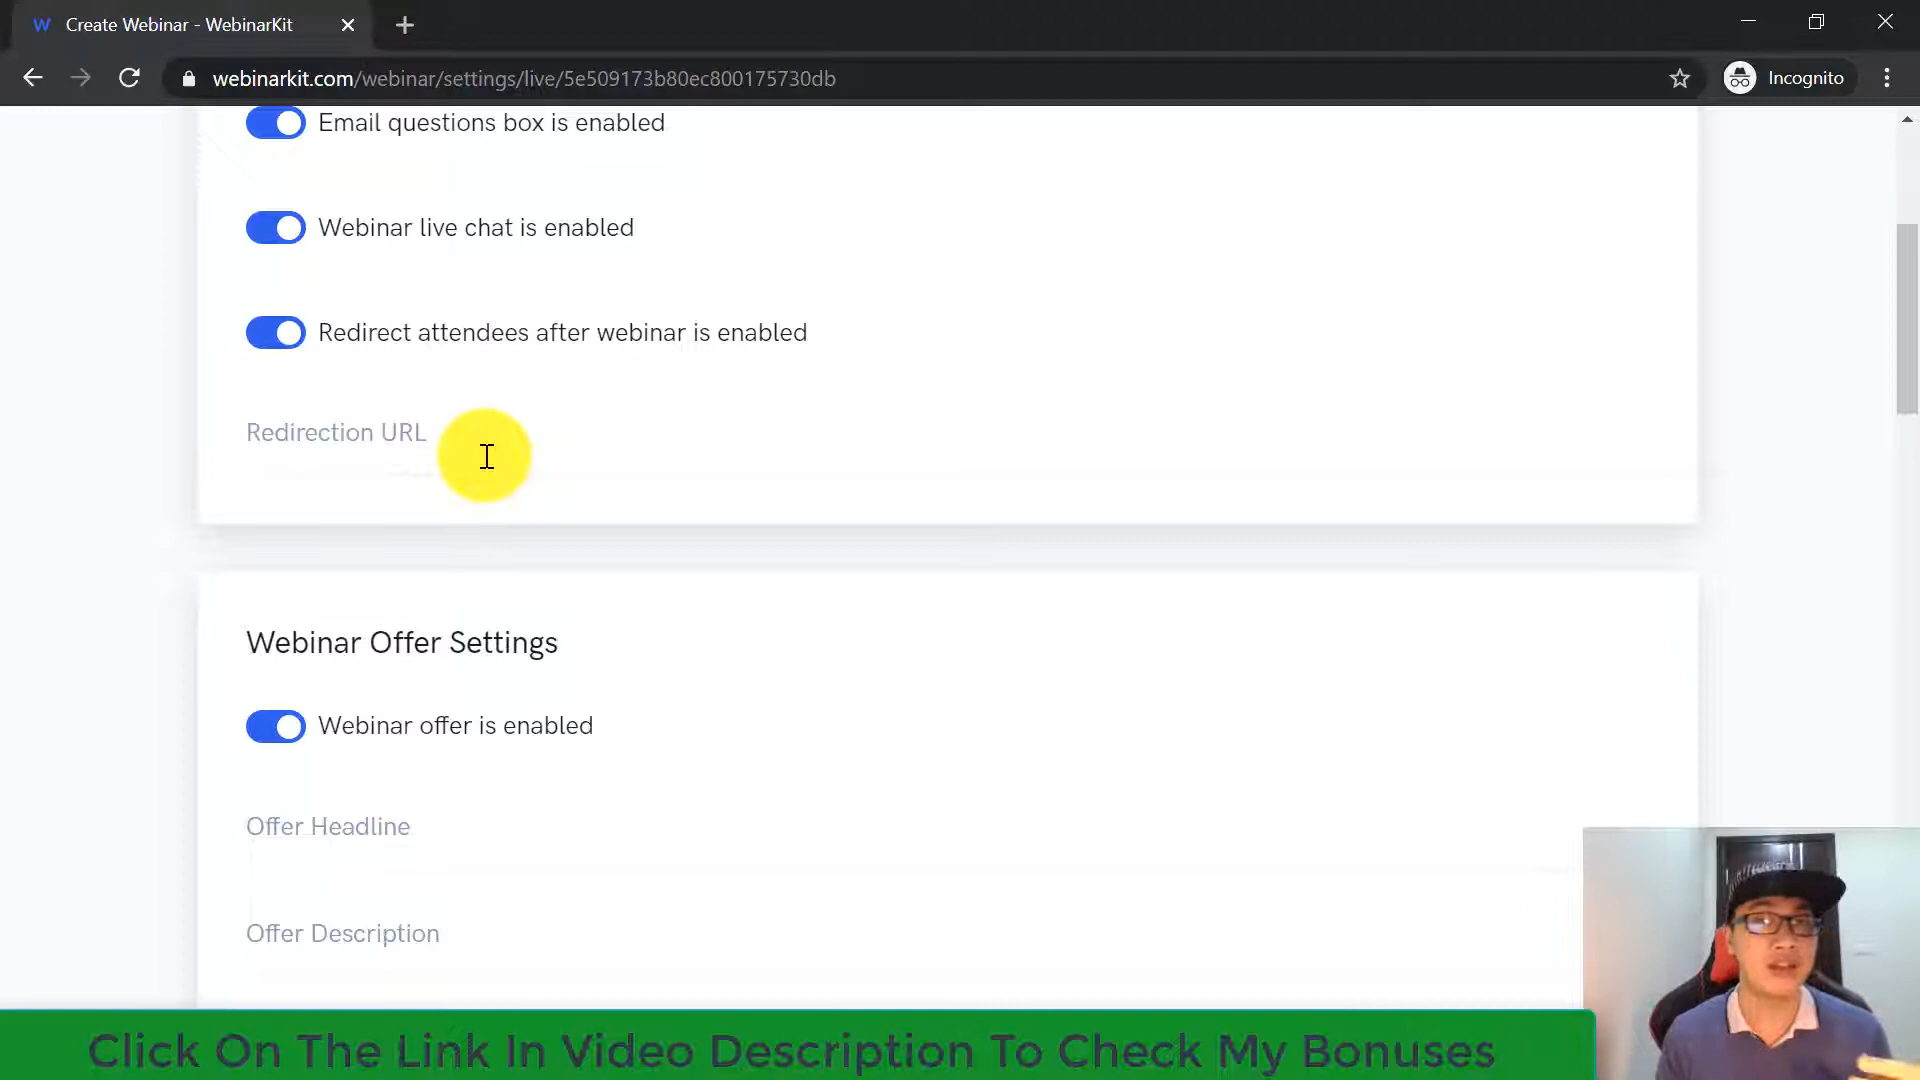 W Create Webinar - WebinarKit
webinarkit.com/webinar/settings/live/5e509173b80ec800175730db
Incognito
Email questions box is enabled
Webinar live chat is enabled
Redirect attendees after webinar is enabled
Redirection URL
Webinar Offer Settings
Webinar offer is enabled
Offer Headline
Offer Description
Click On The Link In Video Description To Check My Bonuses